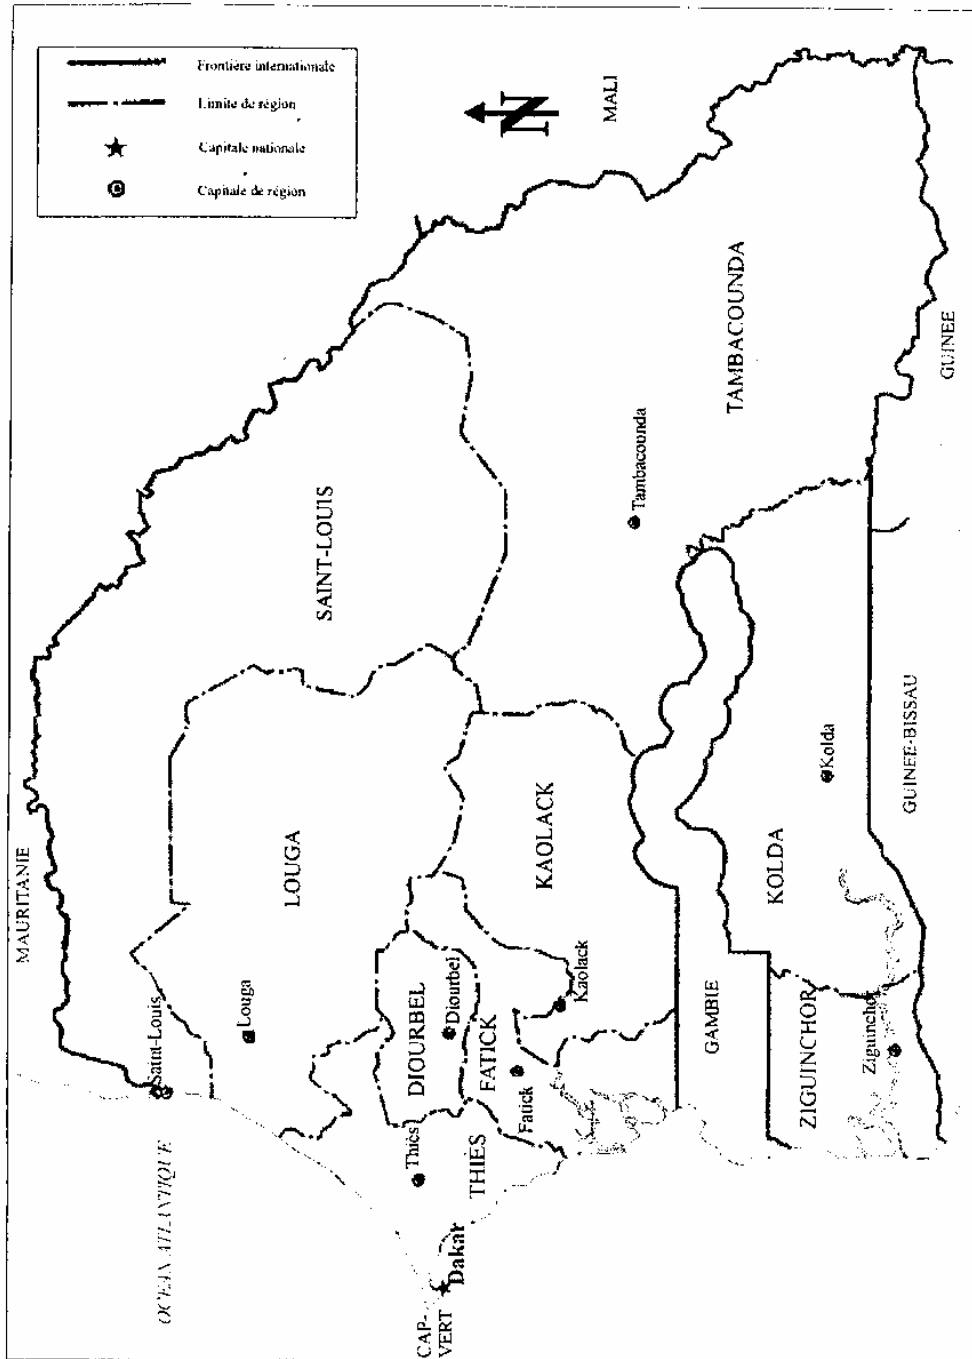 Frontière internationale
Limite de région
Capitale nationale
Capitale de région
N
MALI
MAURITANIE
OCEAN ATLANTIQUE
Saint-Louis
SAINT-LOUIS
Louga
LOUGA
TAMBACOUNDA
Tambacounda
DIOURBEL
Diourbel
Thiès
THIES
CAP-
VERT
Dakar
FATICK
Fatick
KAOLACK
Kaolack
GAMBIE
KOLDA
Kolda
ZIGUINCHOR
Ziguinchor
GUINEE-BISSAU
GUINEE